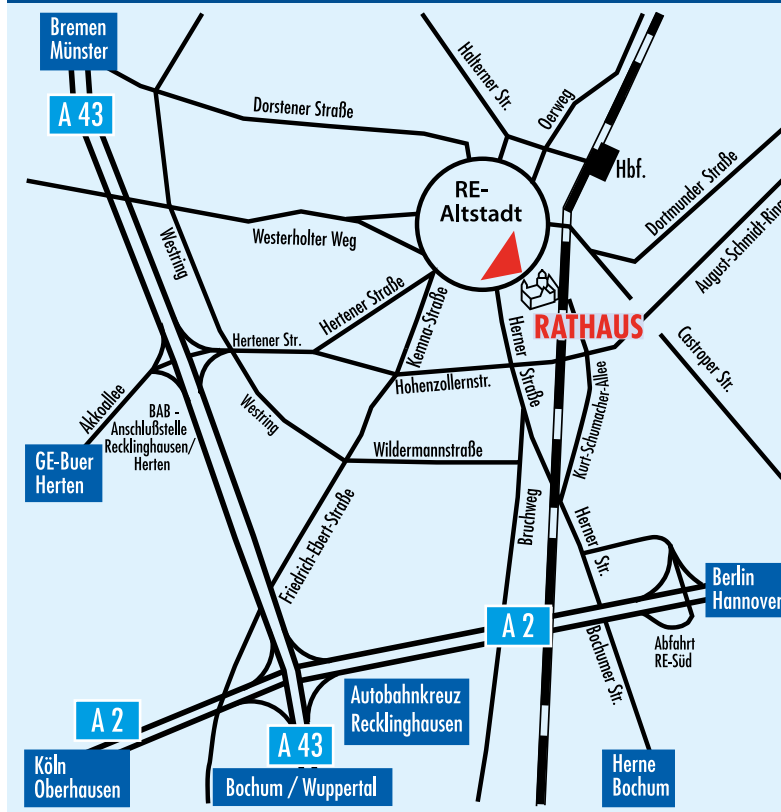 Bremen
Münster
A 43
Dorstener Straße
Halterner Str.
Oerweg
Hbf.
RE-
Altstadt
Dortmunder Straße
August-Schmidt-Ring
Westerholter Weg
Westring
Hertener Straße
Kemna-Straße
Herner
Straße
RATHAUS
Hertener Str.
Hohenzollernstr.
Castroper Str.
Kurt-Schumacher-Allee
Akkoallee
BAB -
Anschlußstelle
Recklinghausen/
Herten
Westring
Wildermannstraße
GE-Buer
Herten
Bruchweg
Friedrich-Ebert-Straße
Herner Str.
Berlin
Hannover
A 2
Bochumer Str.
Abfahrt
RE-Süd
Autobahnkreuz
Recklinghausen
A 2
A 43
Köln
Oberhausen
Bochum / Wuppertal
Herne
Bochum